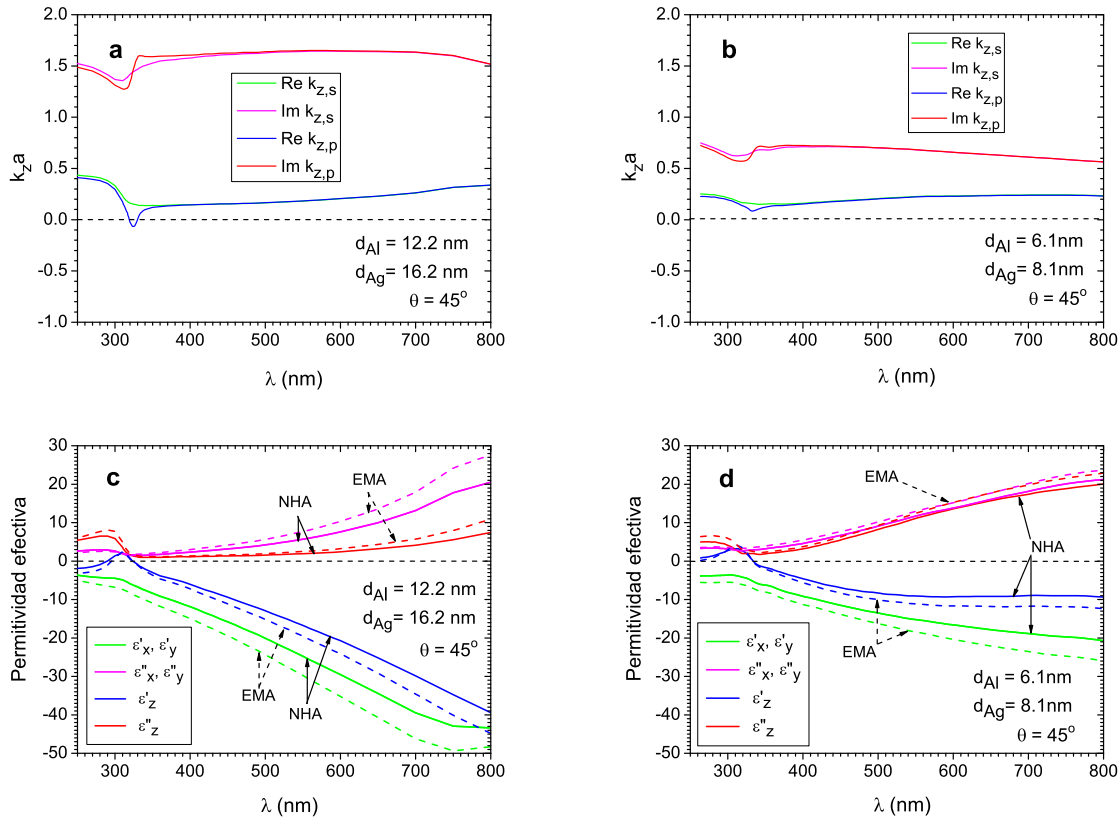 a
2.0
1.5
1.0
0.5
0.0
-0.5
-1.0
k_z a
Re k_z,s
Im k_z,s
Re k_z,p
Im k_z,p
d_Al = 12.2 nm
d_Ag= 16.2 nm
θ = 45°
300 400 500 600 700 800
λ (nm)
b
2.0
1.5
1.0
0.5
0.0
-0.5
-1.0
k_z a
Re k_z,s
Im k_z,s
Re k_z,p
Im k_z,p
d_Al = 6.1nm
d_Ag= 8.1nm
θ = 45°
300 400 500 600 700 800
λ (nm)
c
30
20
10
0
-10
-20
-30
-40
-50
Permitividad efectiva
EMA
NHA
d_Al = 12.2 nm
d_Ag= 16.2 nm
θ = 45°
EMA
NHA
ε'_x, ε'_y
ε''_x, ε''_y
ε'_z
ε''_z
300 400 500 600 700 800
λ (nm)
d
30
20
10
0
-10
-20
-30
-40
-50
Permitividad efectiva
EMA
NHA
EMA
ε'_x, ε'_y
ε''_x, ε''_y
ε'_z
ε''_z
d_Al = 6.1nm
d_Ag= 8.1nm
θ = 45°
300 400 500 600 700 800
λ (nm)